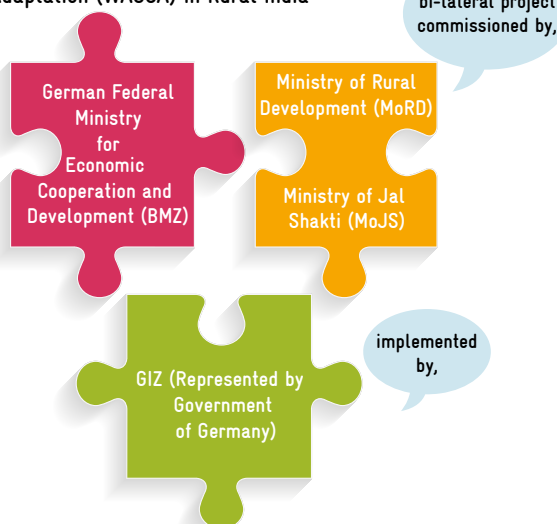 adaptation (WASCA) in Rural India
bi-lateral project
commissioned by,
German Federal
Ministry
for
Economic
Cooperation and
Development (BMZ)
Ministry of Rural
Development (MoRD)
Ministry of Jal
Shakti (MoJS)
implemented
by,
GIZ (Represented by
Government
of Germany)